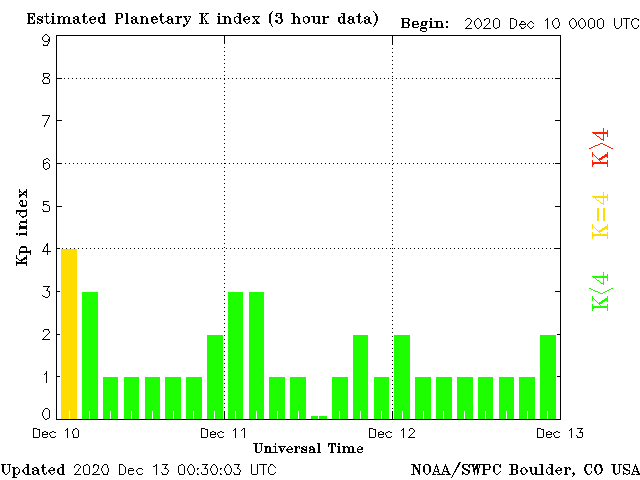 Estimated Planetary K index (3 hour data)
Begin: 2020 Dec 10 0000 UTC
9
8
7
6
5
4
3
2
1
0
Kp index
Dec 10
Dec 11
Dec 12
Dec 13
Universal Time
K>4
K=4
K<4
Updated 2020 Dec 13 00:30:03 UTC
NOAA/SWPC Boulder, CO USA